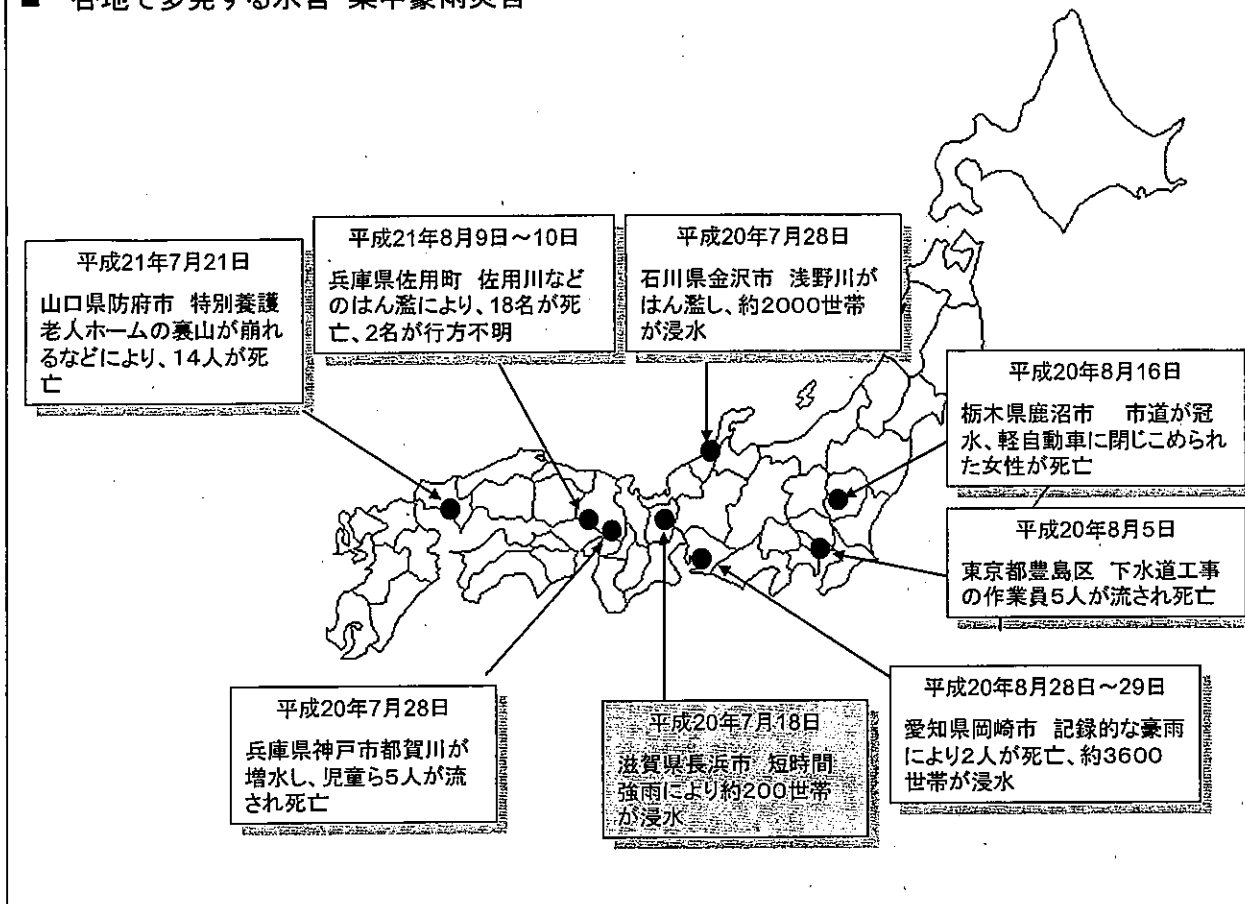 ■ 各地で多発する水害・集中豪雨災害
平成21年7月21日
山口県防府市 特別養護
老人ホームの裏山が崩れ
るなどにより、14人が死
亡
平成21年8月9日～10日
兵庫県佐用町 佐用川など
のはん濫により、18名が死
亡、2名が行方不明
平成20年7月28日
石川県金沢市 浅野川が
はん濫し、約2000世帯
が浸水
平成20年8月16日
栃木県鹿沼市 市道が冠
水、軽自動車に閉じこめられ
た女性が死亡
平成20年8月5日
東京都豊島区 下水道工事
の作業員5人が流され死亡
平成20年7月28日
兵庫県神戸市都賀川が
増水し、児童ら5人が流
され死亡
平成20年7月18日
滋賀県長浜市 短時間
強雨により約200世帯
が浸水
平成20年8月28日～29日
愛知県岡崎市 記録的な豪雨
により2人が死亡、約3600
世帯が浸水